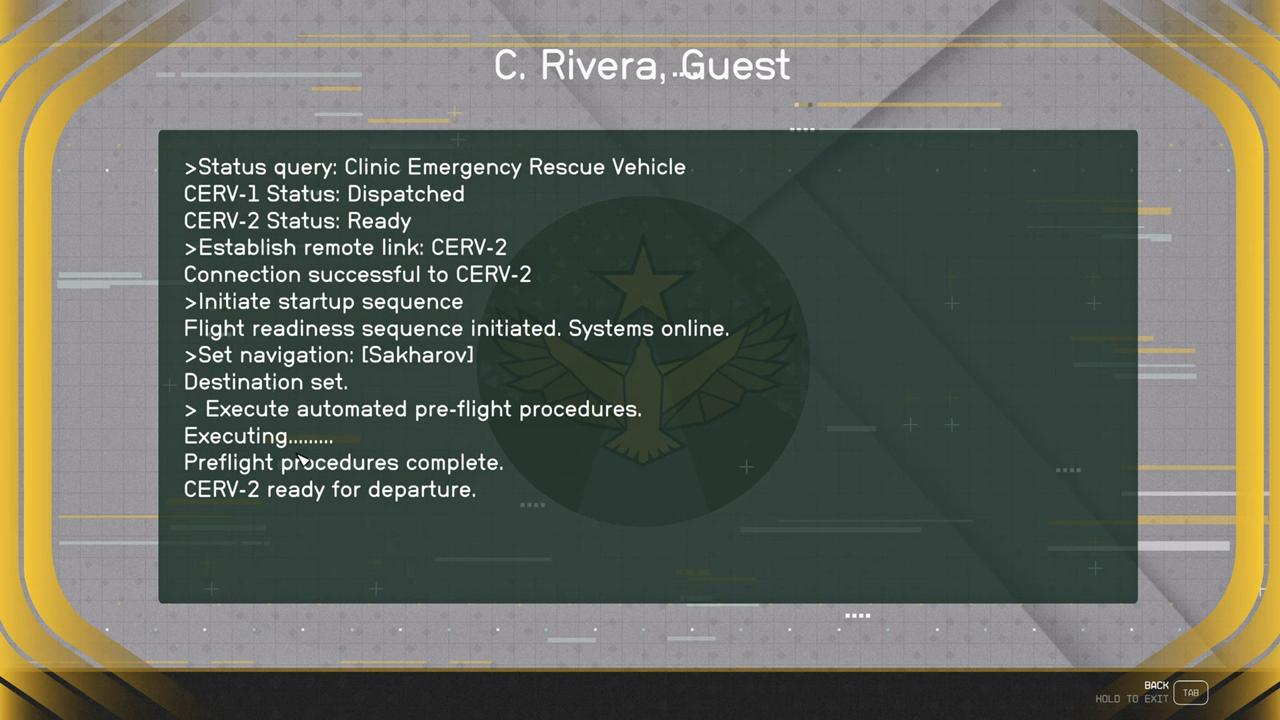 C. Rivera, Guest
>Status query: Clinic Emergency Rescue Vehicle
CERV-1 Status: Dispatched
CERV-2 Status: Ready
>Establish remote link: CERV-2
Connection successful to CERV-2
>Initiate startup sequence
Flight readiness sequence initiated. Systems online.
>Set navigation: [Sakharov]
Destination set.
> Execute automated pre-flight procedures.
Executing.........
Preflight procedures complete.
CERV-2 ready for departure.
BACK
HOLD TO EXIT TAB